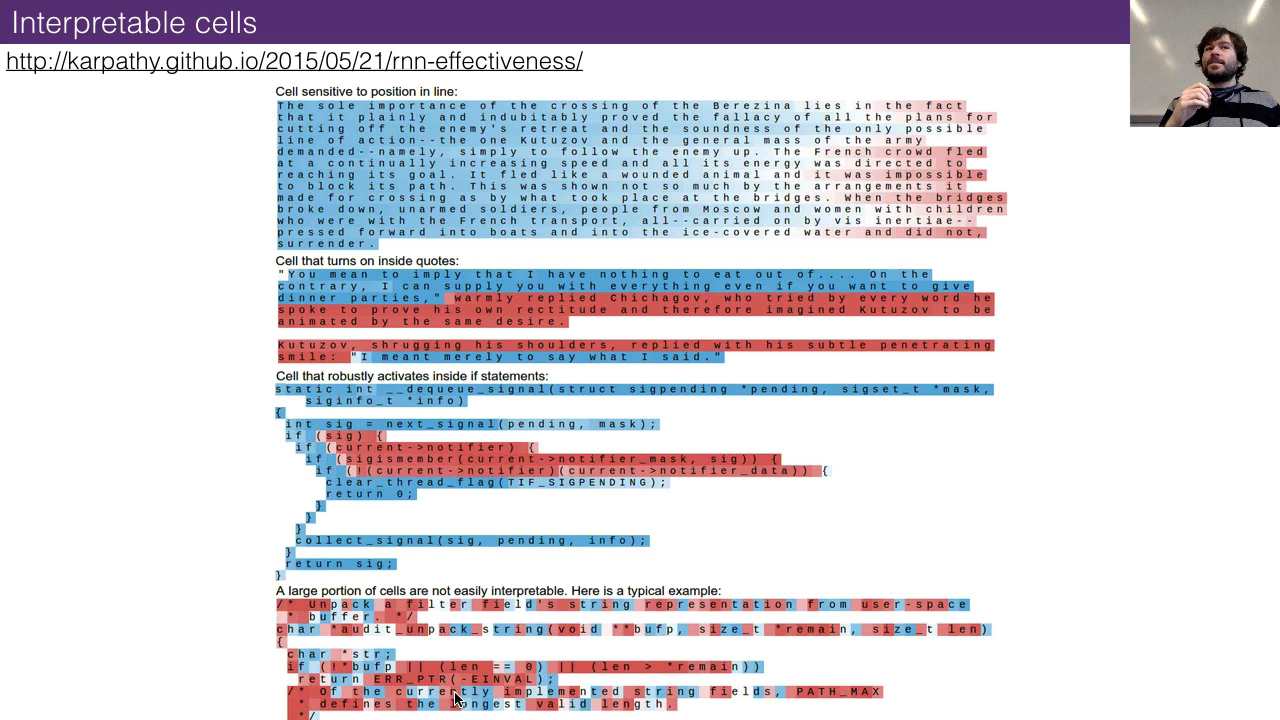 Interpretable cells
http://karpathy.github.io/2015/05/21/rnn-effectiveness/
Cell sensitive to position in line:
The sole importance of the crossing of the Berezina lies in the fact
that it plainly and indubitably proved the fallacy of all the plans for
cutting off the enemy's retreat and the soundness of the only possible
line of action--the one Kutuzov and the general mass of the army
demanded--namely, simply to follow the enemy up. The French crowd fled
at a continually increasing speed and all its energy was directed to
reaching its goal. It fled like a wounded animal and it was impossible
to block its path. This was shown not so much by the arrangements it
made for crossing as by what took place at the bridges. When the bridges
broke down, unarmed soldiers, people from Moscow and women with children
who were with the French transport, all--carried on by vis inertiae--
pressed forward into boats and into the ice-covered water and did not,
surrender.
Cell that turns on inside quotes:
"You mean to imply that I have nothing to eat out of.... On the
contrary, I can supply you with everything even if you want to give
dinner parties," warmly replied Chichagov, who tried by every word he
spoke to prove his own rectitude and therefore imagined Kutuzov to be
animated by the same desire.
Kutuzov, shrugging his shoulders, replied with his subtle penetrating
smile: "I meant merely to say what I said."
Cell that robustly activates inside if statements:
static int __dequeue_signal(struct sigpending *pending, sigset_t *mask,
siginfo_t *info)
{
int sig = next_signal(pending, mask);
if (sig) {
if (current->notifier) {
if (sigismember(current->notifier_mask, sig)) {
if (!(current->notifier)(current->notifier_data)) {
clear_thread_flag(TIF_SIGPENDING);
return 0;
}
}
}
collect_signal(sig, pending, info);
}
return sig;
}
A large portion of cells are not easily interpretable. Here is a typical example:
/* Unpack a filter field's string representation from user-space
* buffer. */
char *audit_unpack_string(void **bufp, size_t *remain, size_t len)
{
char *str;
if (!*bufp || (len == 0) || (len > *remain))
return ERR_PTR(-EINVAL);
/* Of the currently implemented string fields, PATH_MAX
* defines the longest valid length.
*/